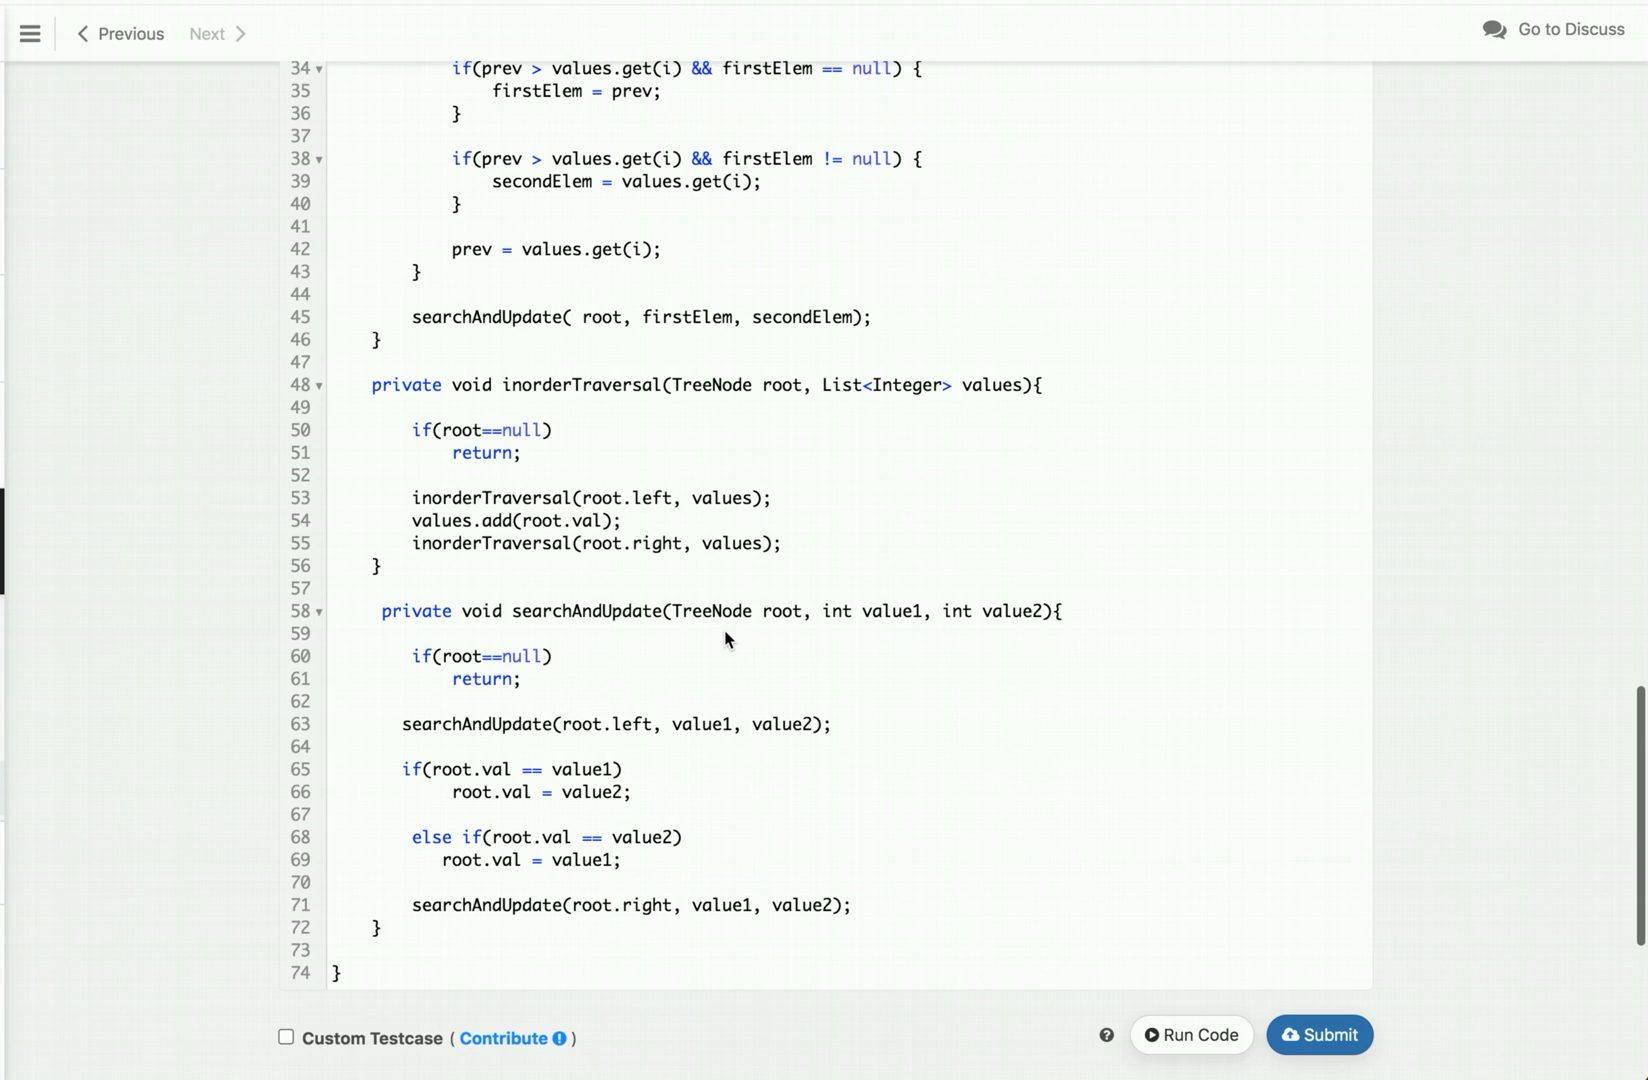 Previous Next Go to Discuss
34 if(prev > values.get(i) && firstElem == null) {
35 firstElem = prev;
36 }
37
38 if(prev > values.get(i) && firstElem != null) {
39 secondElem = values.get(i);
40 }
41
42 prev = values.get(i);
43 }
44
45 searchAndUpdate( root, firstElem, secondElem);
46 }
47
48 private void inorderTraversal(TreeNode root, List<Integer> values){
49
50 if(root==null)
51 return;
52
53 inorderTraversal(root.left, values);
54 values.add(root.val);
55 inorderTraversal(root.right, values);
56 }
57
58 private void searchAndUpdate(TreeNode root, int value1, int value2){
59
60 if(root==null)
61 return;
62
63 searchAndUpdate(root.left, value1, value2);
64
65 if(root.val == value1)
66 root.val = value2;
67
68 else if(root.val == value2)
69 root.val = value1;
70
71 searchAndUpdate(root.right, value1, value2);
72 }
73
74 }
Custom Testcase ( Contribute ! ) ? Run Code Submit